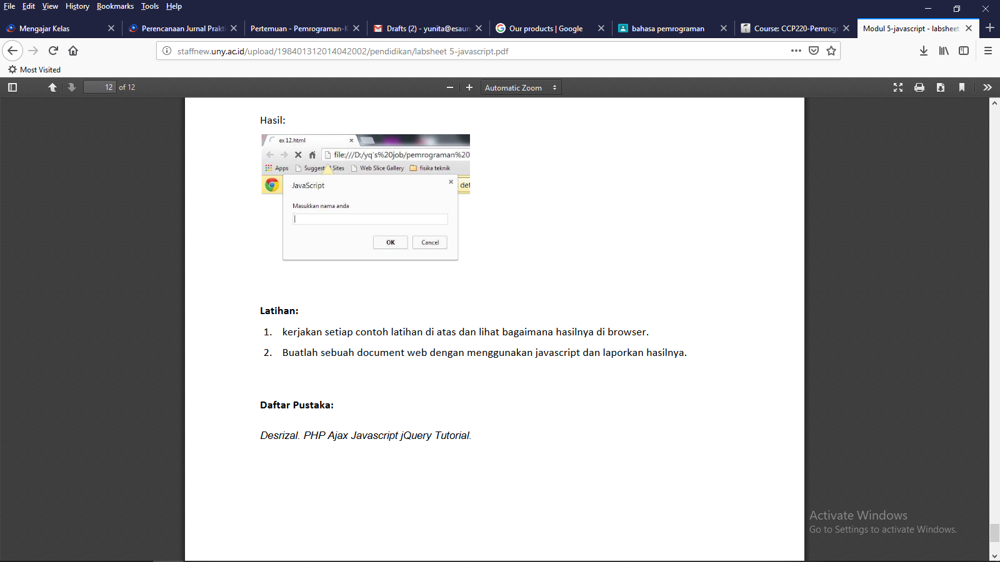 File Edit View History Bookmarks Tools Help
Mengajar Kelas
Perencanaan Jurnal Prakti
Pertemuan - Pemrograman-K
Drafts (2) - yunita@esaun
Our products | Google
bahasa pemrograman
Course: CCP220-Pemrogr
Modul 5-javascript - labsheet
staffnew.uny.ac.id/upload/198401312014042002/pendidikan/labsheet 5-javascript.pdf
Most Visited
12 of 12
Automatic Zoom
Hasil:
ex12.html
file:///D:/yq's%20job/pemrograman%20
Apps Suggest Sites Web Slice Gallery fisika teknik
JavaScript
def
Masukkan nama anda
OK Cancel
Latihan:
1. kerjakan setiap contoh latihan di atas dan lihat bagaimana hasilnya di browser.
2. Buatlah sebuah document web dengan menggunakan javascript dan laporkan hasilnya.
Daftar Pustaka:
Desrizal. PHP Ajax Javascript jQuery Tutorial.
Activate Windows
Go to Settings to activate Windows.